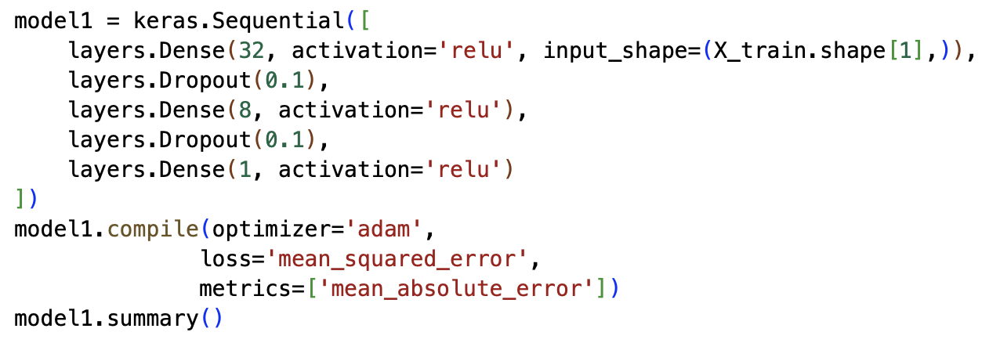 model1 = keras.Sequential([
    layers.Dense(32, activation='relu', input_shape=(X_train.shape[1],)),
    layers.Dropout(0.1),
    layers.Dense(8, activation='relu'),
    layers.Dropout(0.1),
    layers.Dense(1, activation='relu')
])
model1.compile(optimizer='adam',
              loss='mean_squared_error',
              metrics=['mean_absolute_error'])
model1.summary()